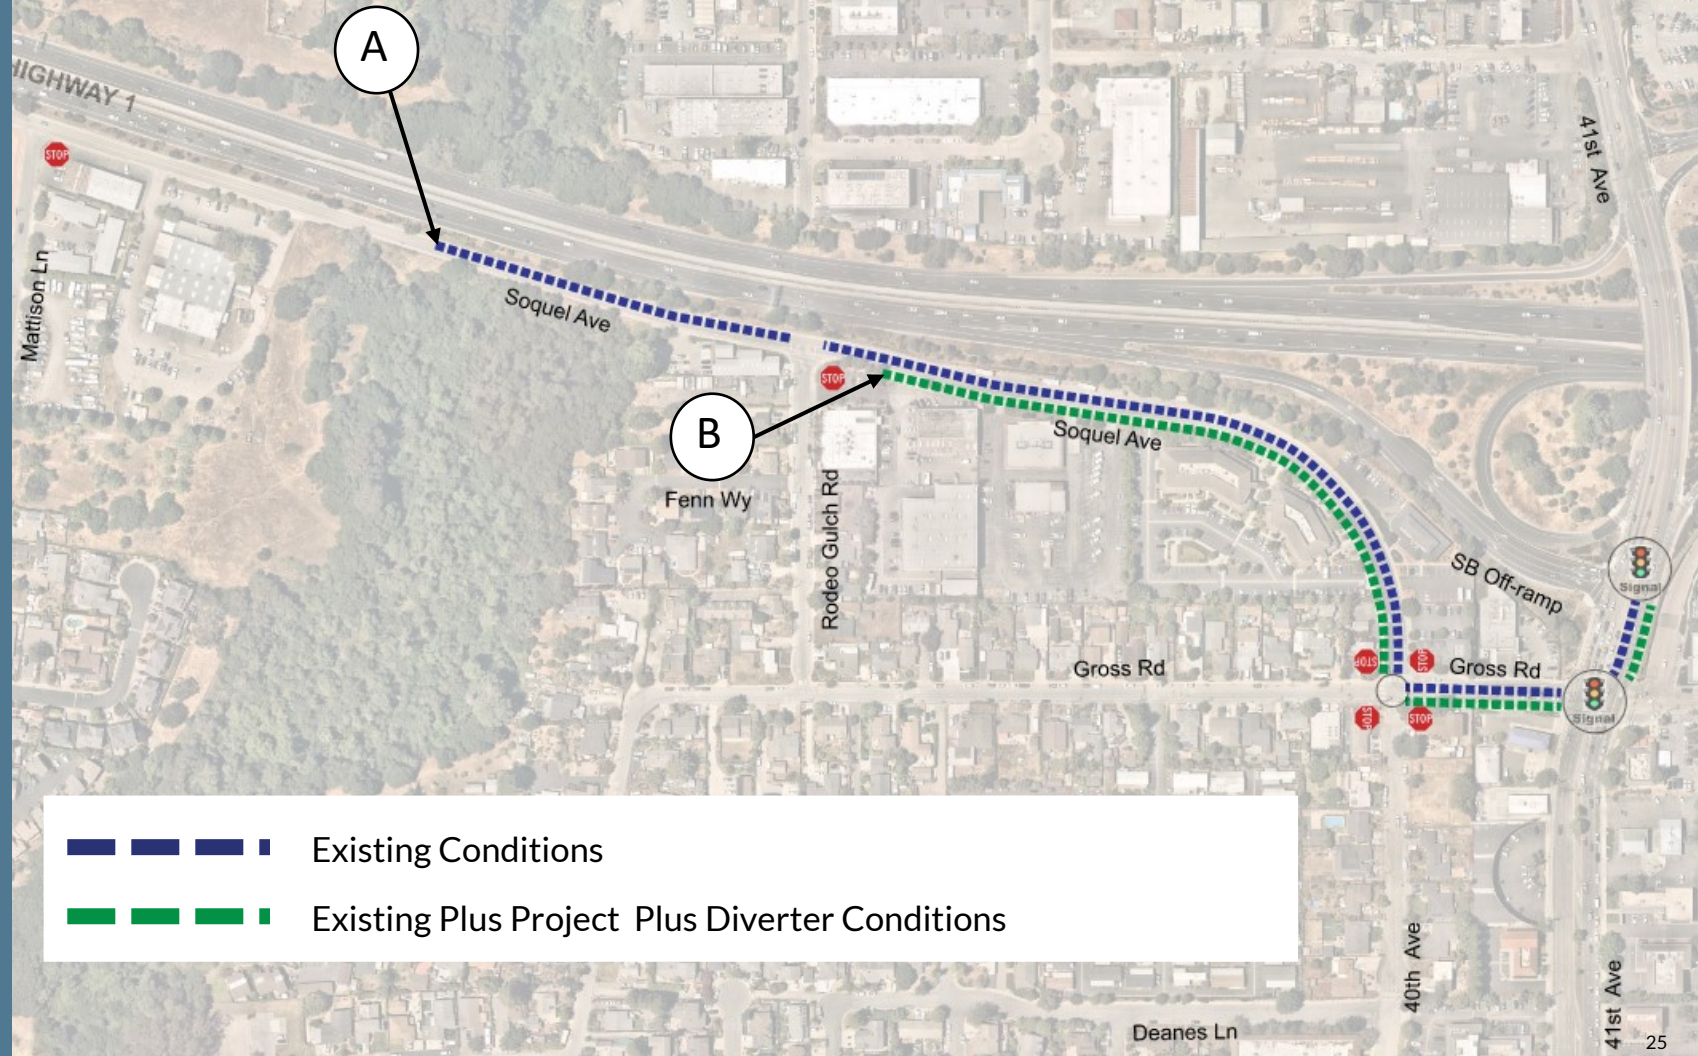 A
HIGHWAY 1
STOP
41st Ave
Mattison Ln
Soquel Ave
STOP
B
Soquel Ave
Fenn Wy
Rodeo Gulch Rd
SB Off-ramp
Signal
STOP
STOP
Gross Rd
Gross Rd
STOP
STOP
Signal
Existing Conditions
Existing Plus Project Plus Diverter Conditions
40th Ave
41st Ave
Deanes Ln
25